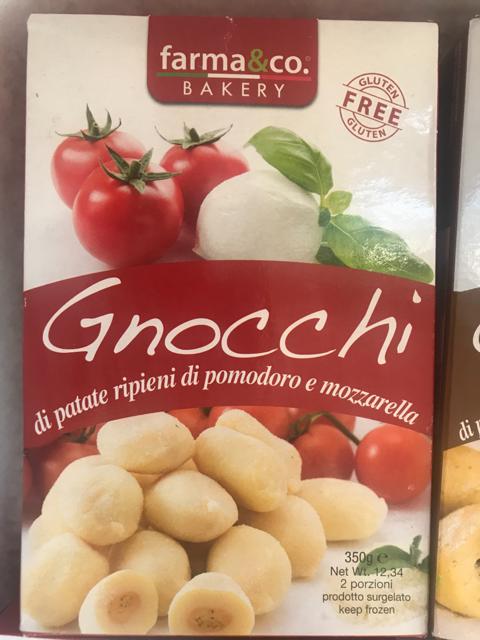 farma&co.®
BAKERY
GLUTEN
FREE
GLUTEN
Gnocchi
di patate ripieni di pomodoro e mozzarella
350g ℮
Net Wt. 12,34
2 porzioni
prodotto surgelato
keep frozen
di